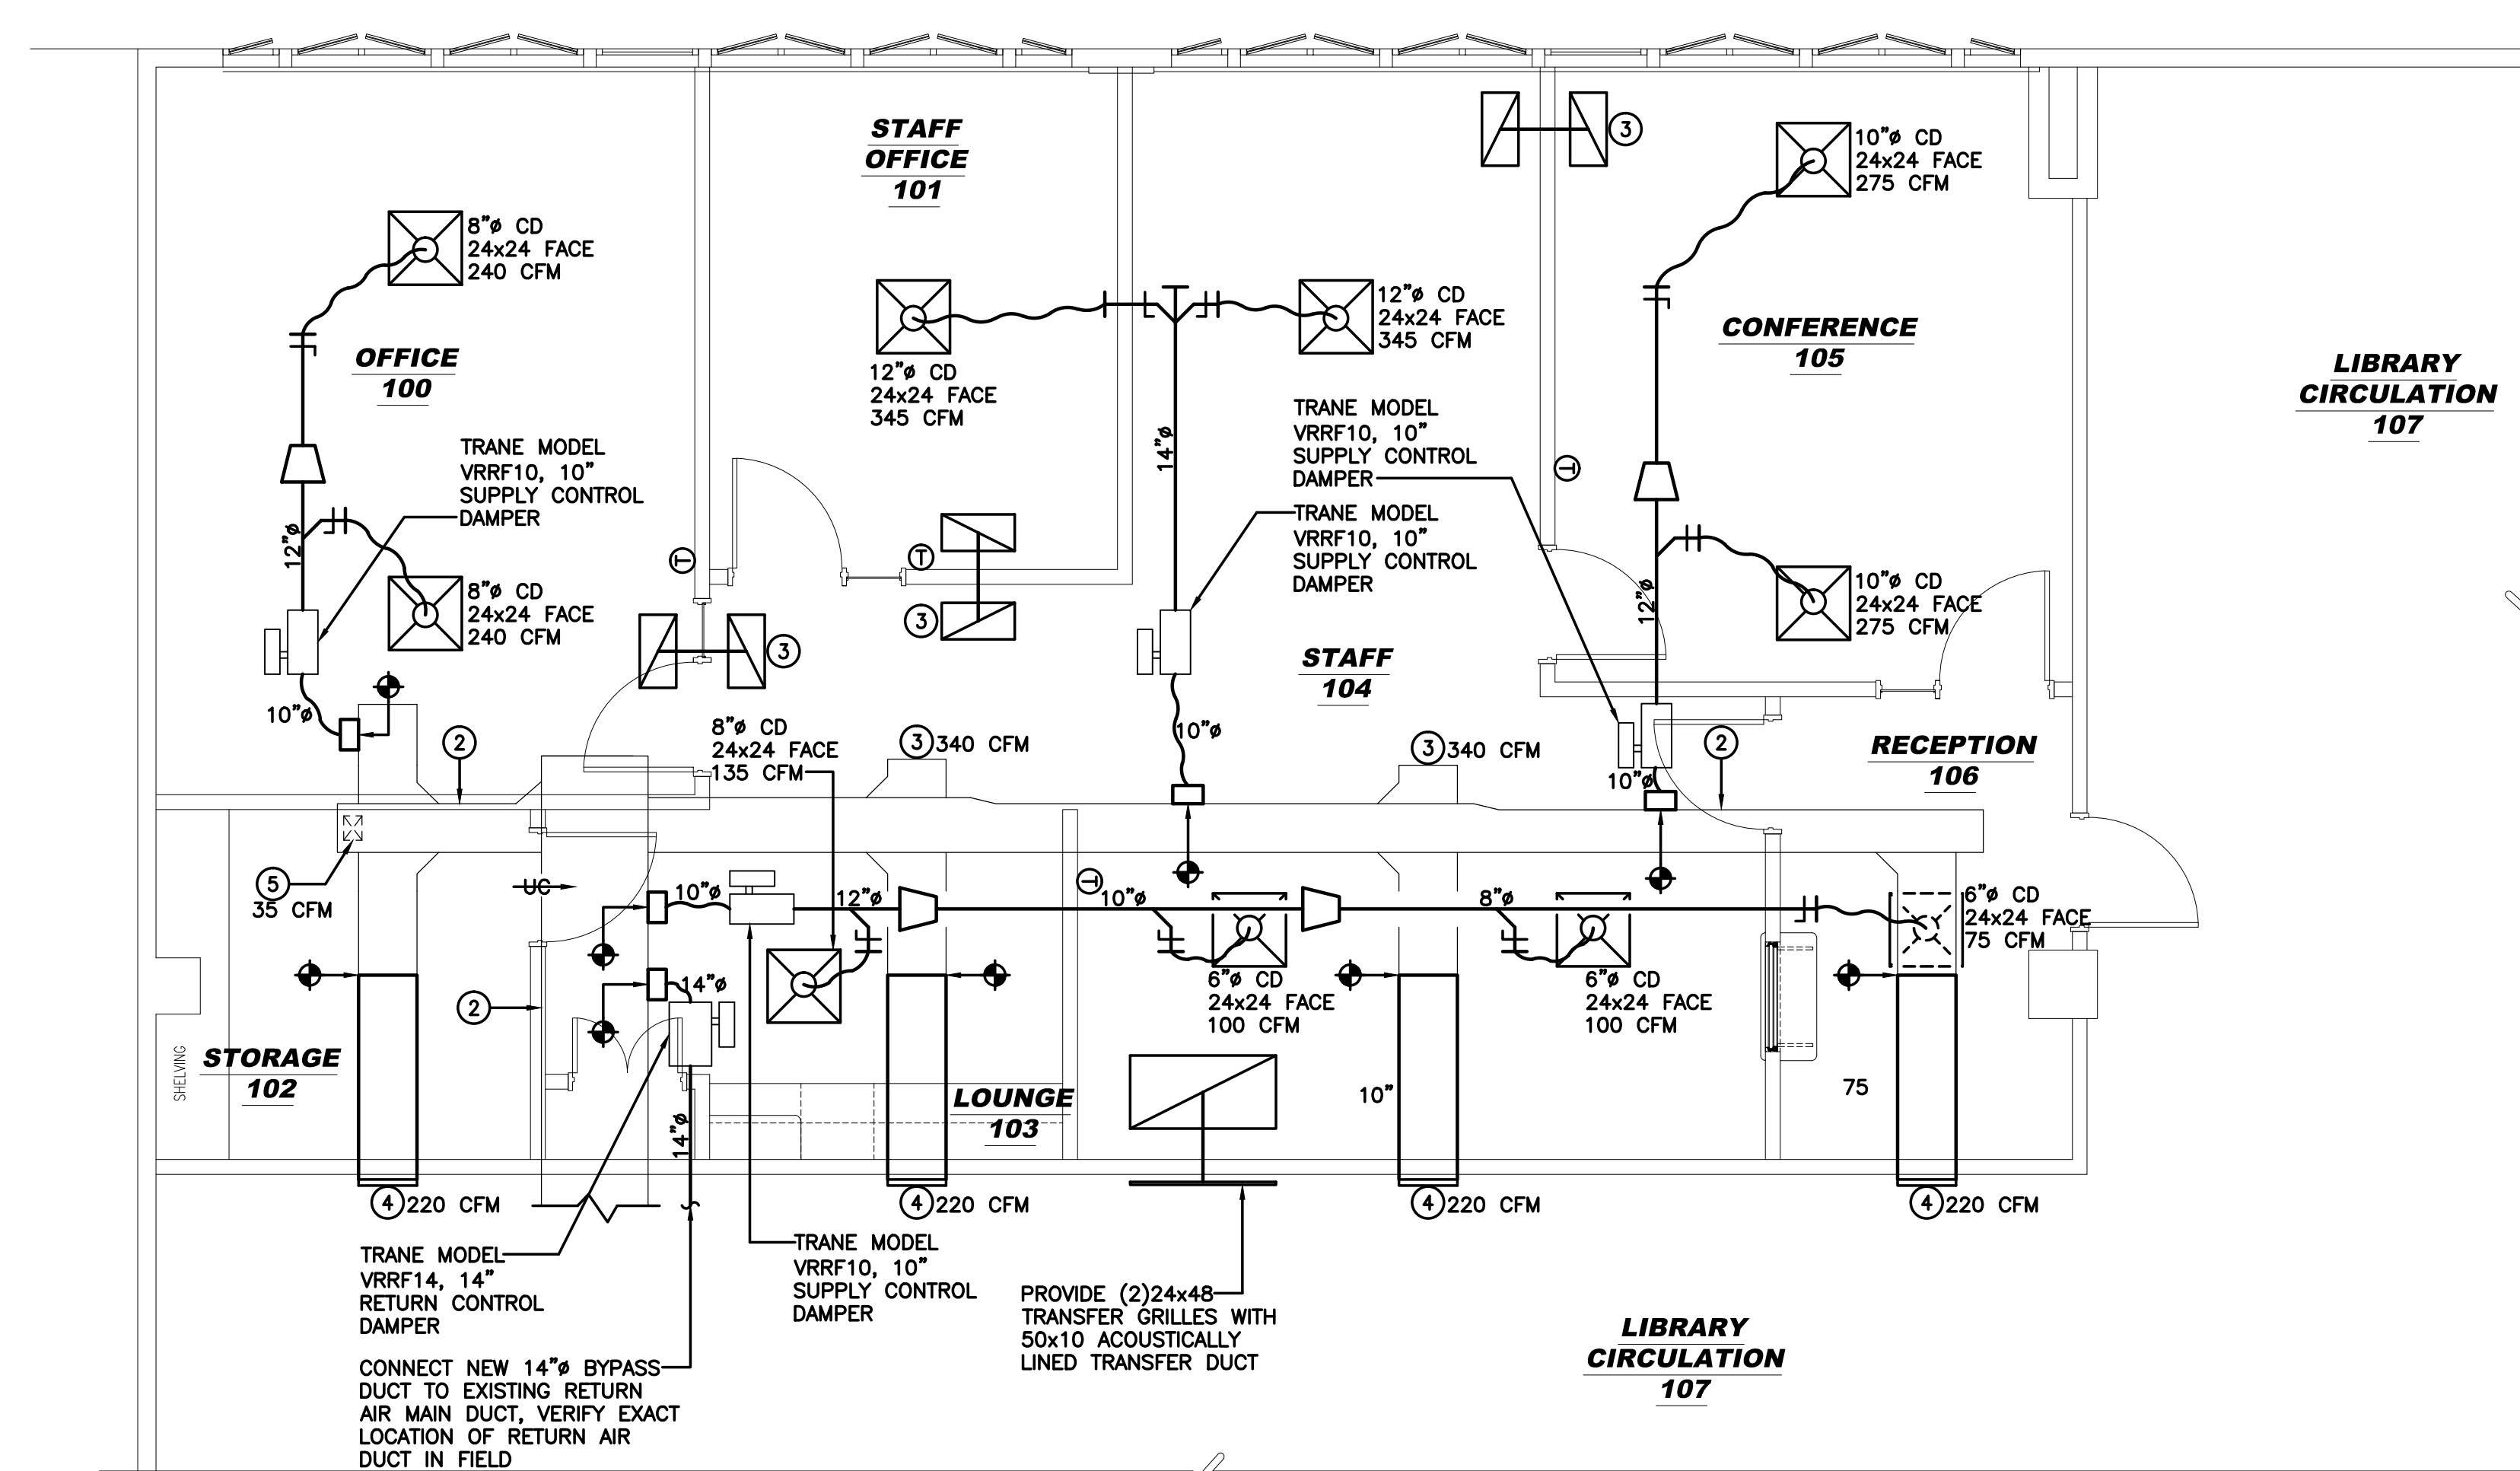 STAFF
OFFICE
101
3
10"ø CD
24x24 FACE
275 CFM
8"ø CD
24x24 FACE
240 CFM
12"ø CD
24x24 FACE
345 CFM
CONFERENCE
105
OFFICE
100
12"ø CD
24x24 FACE
345 CFM
LIBRARY
CIRCULATION
107
TRANE MODEL
VRRF10, 10"
SUPPLY CONTROL
DAMPER
14"ø
TRANE MODEL
VRRF10, 10"
SUPPLY CONTROL
DAMPER
T
TRANE MODEL
VRRF10, 10"
SUPPLY CONTROL
DAMPER
12"ø
T
T
8"ø CD
24x24 FACE
240 CFM
3
3
12"ø
10"ø CD
24x24 FACE
275 CFM
STAFF
104
10"ø
2
8"ø CD
24x24 FACE
135 CFM
3
340 CFM
10"ø
3
340 CFM
10"ø
2
RECEPTION
106
5
35 CFM
UC
10"ø
12"ø
T
10"ø
8"ø
6"ø CD
24x24 FACE
75 CFM
2
14"ø
6"ø CD
24x24 FACE
100 CFM
6"ø CD
24x24 FACE
100 CFM
SHELVING
STORAGE
102
14"ø
LOUNGE
103
10"
75
4
220 CFM
4
220 CFM
4
220 CFM
4
220 CFM
TRANE MODEL
VRRF14, 14"
RETURN CONTROL
DAMPER
TRANE MODEL
VRRF10, 10"
SUPPLY CONTROL
DAMPER
PROVIDE (2)24x48
TRANSFER GRILLES WITH
50x10 ACOUSTICALLY
LINED TRANSFER DUCT
CONNECT NEW 14"ø BYPASS
DUCT TO EXISTING RETURN
AIR MAIN DUCT, VERIFY EXACT
LOCATION OF RETURN AIR
DUCT IN FIELD
LIBRARY
CIRCULATION
107